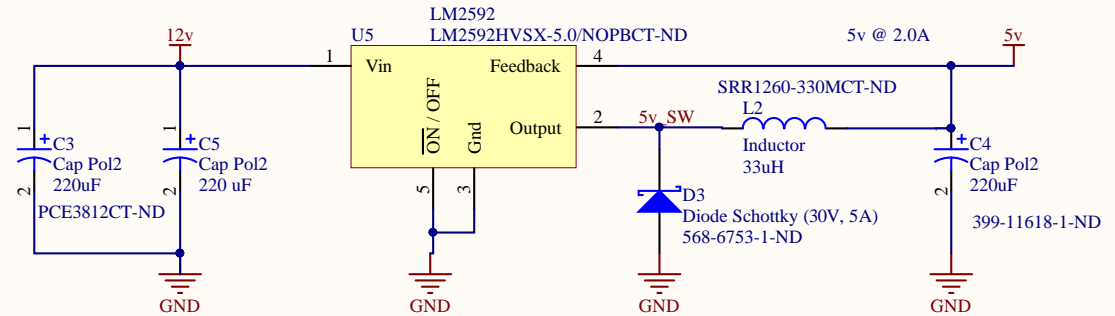 LM2592
LM2592HVSX-5.0/NOPBCT-ND
U5
12v
5v @ 2.0A
5v
1
Vin
Feedback
4
ON / OFF
Gnd
Output
2
5v_SW
SRR1260-330MCT-ND
L2
Inductor
33uH
1
C3
Cap Pol2
220uF
2
PCE3812CT-ND
1
C5
Cap Pol2
220 uF
2
5
3
D3
Diode Schottky (30V, 5A)
568-6753-1-ND
1
C4
Cap Pol2
220uF
2
399-11618-1-ND
GND
GND
GND
GND